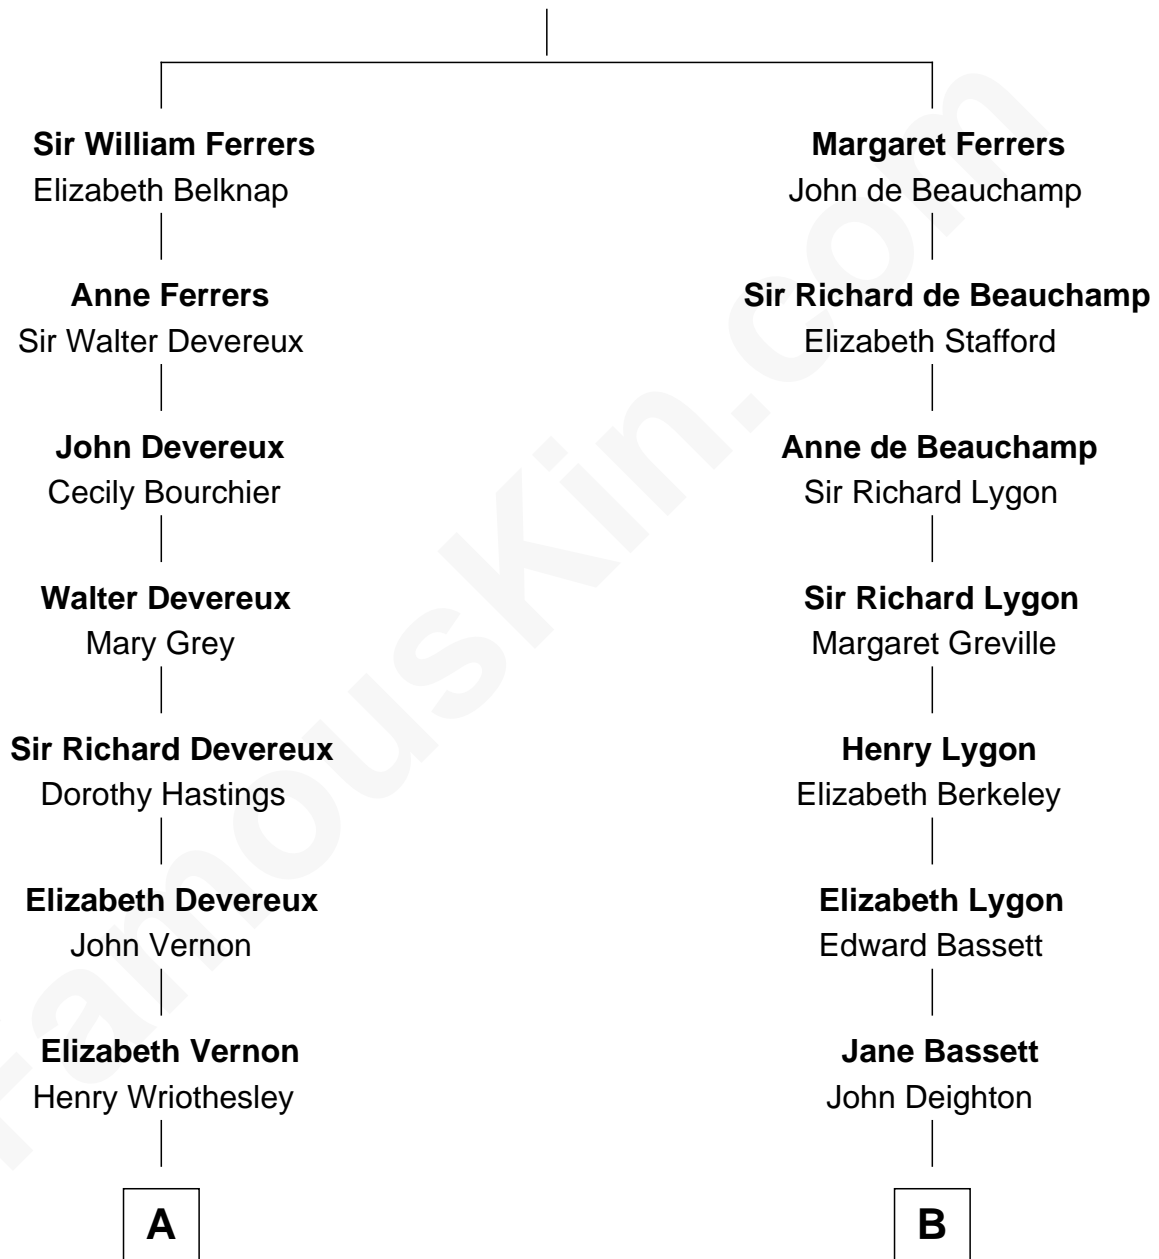 Sir William Ferrers
Elizabeth Belknap
Margaret Ferrers
John de Beauchamp
Anne Ferrers
Sir Walter Devereux
Sir Richard de Beauchamp
Elizabeth Stafford
John Devereux
Cecily Bourchier
Anne de Beauchamp
Sir Richard Lygon
Walter Devereux
Mary Grey
Sir Richard Lygon
Margaret Greville
Sir Richard Devereux
Dorothy Hastings
Henry Lygon
Elizabeth Berkeley
Elizabeth Devereux
John Vernon
Elizabeth Lygon
Edward Bassett
Elizabeth Vernon
Henry Wriothesley
Jane Bassett
John Deighton
A
B
FamousKin.com